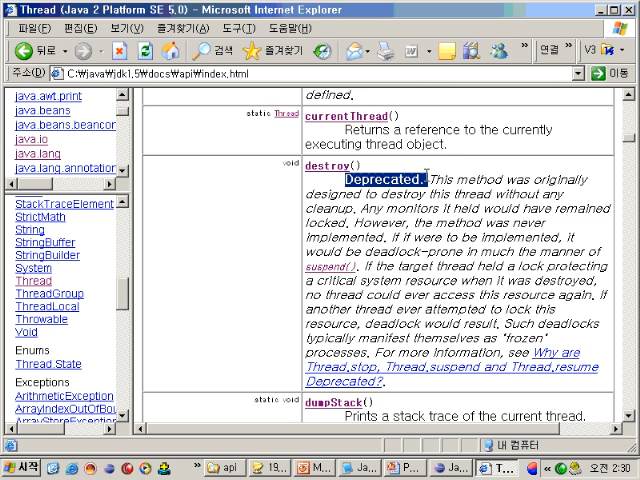 Thread (Java 2 Platform SE 5.0) - Microsoft Internet Explorer
파일(F) 편집(E) 보기(V) 즐겨찾기(A) 도구(T) 도움말(H)
뒤로 검색 즐겨찾기 연결 V3
주소(D) C:\java\jdk1.5\docs\api\index.html 이동
java.awt.print
java.beans
java.beans.beancon
java.io
java.lang
java.lang.annotation
StackTraceElement
StrictMath
String
StringBuffer
StringBuilder
System
Thread
ThreadGroup
ThreadLocal
Throwable
Void
Enums
Thread.State
Exceptions
ArithmeticException
ArrayIndexOutOfBou
ArrayStoreException
defined.
static Thread currentThread()
Returns a reference to the currently
executing thread object.
void destroy()
Deprecated. This method was originally
designed to destroy this thread without any
cleanup. Any monitors it held would have remained
locked. However, the method was never
implemented. If if were to be implemented, it
would be deadlock-prone in much the manner of
suspend(). If the target thread held a lock protecting
a critical system resource when it was destroyed,
no thread could ever access this resource again. If
another thread ever attempted to lock this
resource, deadlock would result. Such deadlocks
typically manifest themselves as "frozen"
processes. For more information, see Why are
Thread.stop, Thread.suspend and Thread.resume
Deprecated?.
static void dumpStack()
Prints a stack trace of the current thread.
내 컴퓨터
시작 api 19,.. M... Ja... P... Ja... T... 오전 2:30